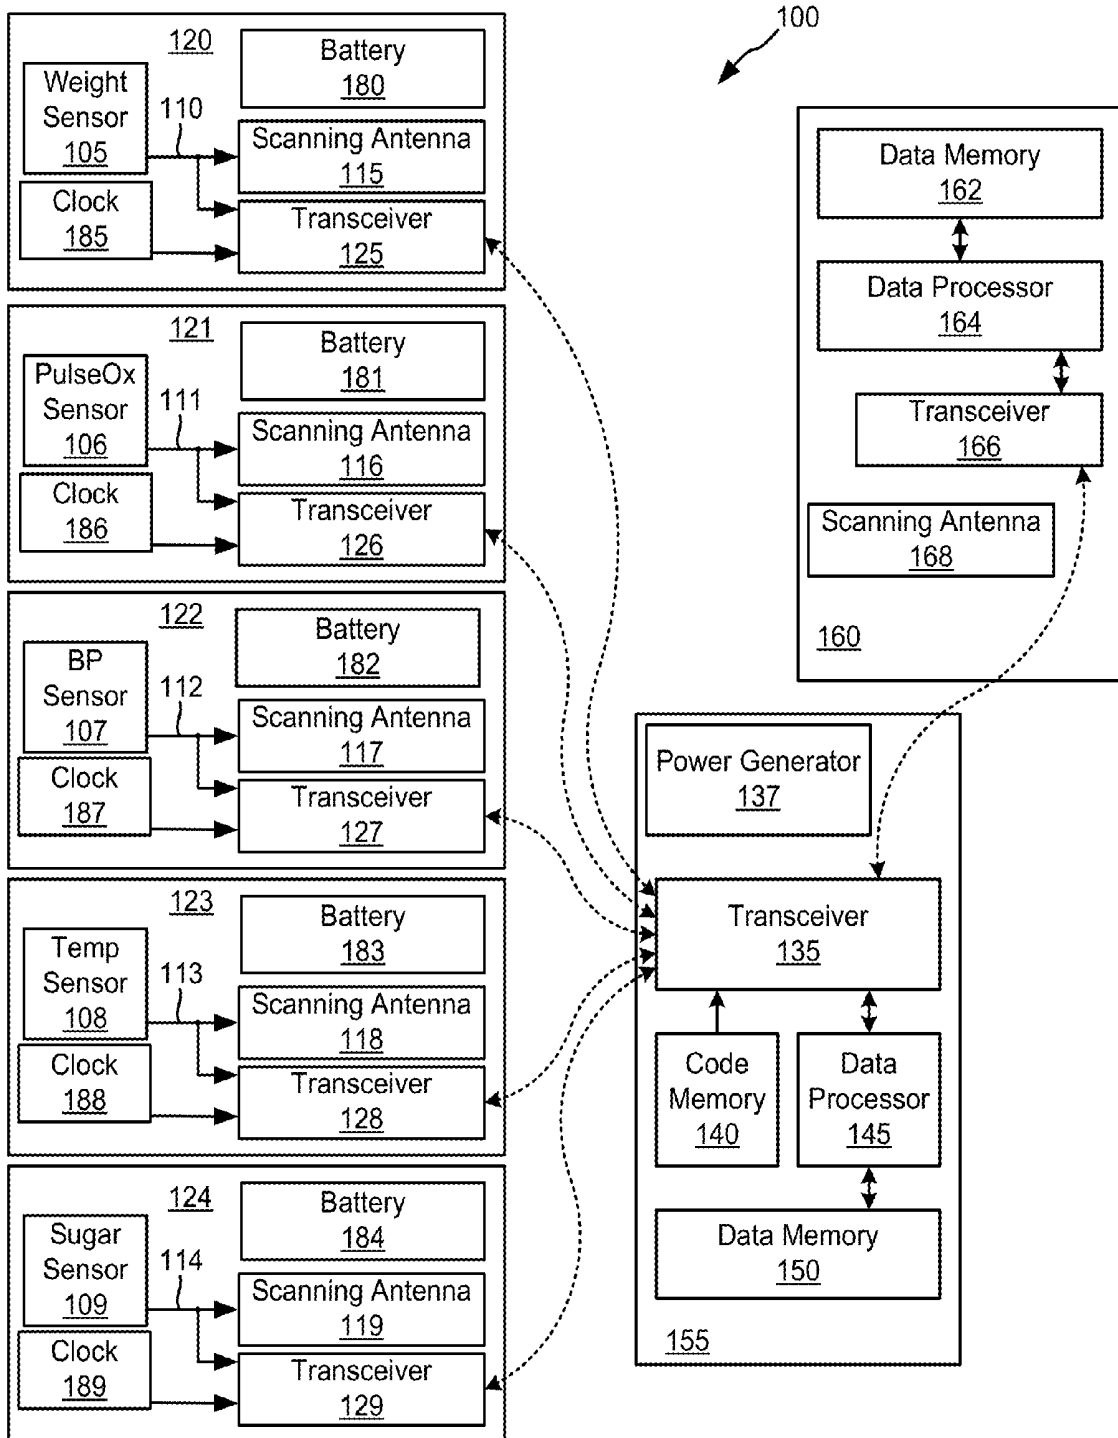 100
120
Battery
180
Weight
Sensor
105
110
Scanning Antenna
115
Clock
185
Transceiver
125
121
Battery
181
PulseOx
Sensor
106
111
Scanning Antenna
116
Clock
186
Transceiver
126
122
Battery
182
BP
Sensor
107
112
Scanning Antenna
117
Clock
187
Transceiver
127
123
Battery
183
Temp
Sensor
108
113
Scanning Antenna
118
Clock
188
Transceiver
128
124
Battery
184
Sugar
Sensor
109
114
Scanning Antenna
119
Clock
189
Transceiver
129
Data Memory
162
Data Processor
164
Transceiver
166
Scanning Antenna
168
160
Power Generator
137
Transceiver
135
Code
Memory
140
Data
Processor
145
Data Memory
150
155